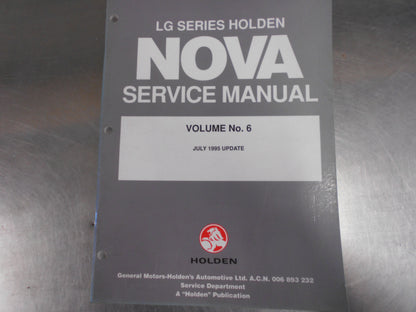 LG SERIES HOLDEN
NOVA
SERVICE MANUAL
VOLUME No. 6
JULY 1995 UPDATE
HOLDEN
General Motors-Holden's Automotive Ltd. A.C.N. 006 893 232
Service Department
A "Holden" Publication